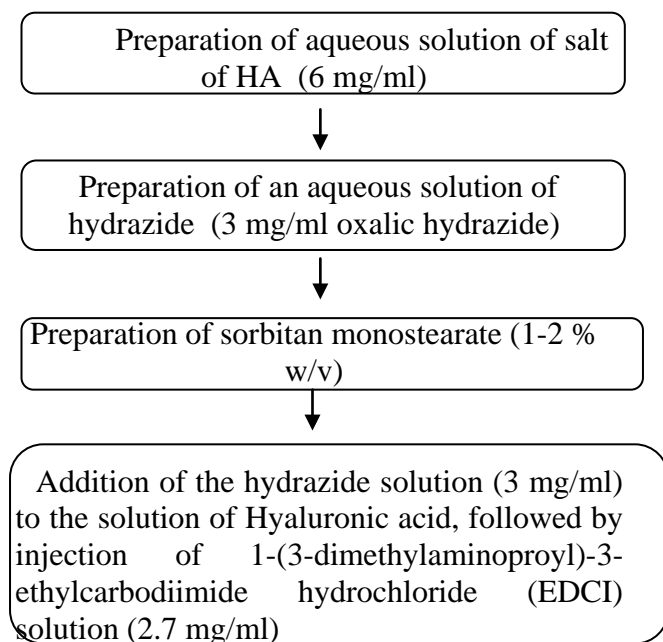 Preparation of aqueous solution of salt
of HA (6 mg/ml)
Preparation of an aqueous solution of
hydrazide (3 mg/ml oxalic hydrazide)
Preparation of sorbitan monostearate (1-2 %
w/v)
Addition of the hydrazide solution (3 mg/ml)
to the solution of Hyaluronic acid, followed by
injection of 1-(3-dimethylaminoproyl)-3-
ethylcarbodiimide hydrochloride (EDCI)
solution (2.7 mg/ml)